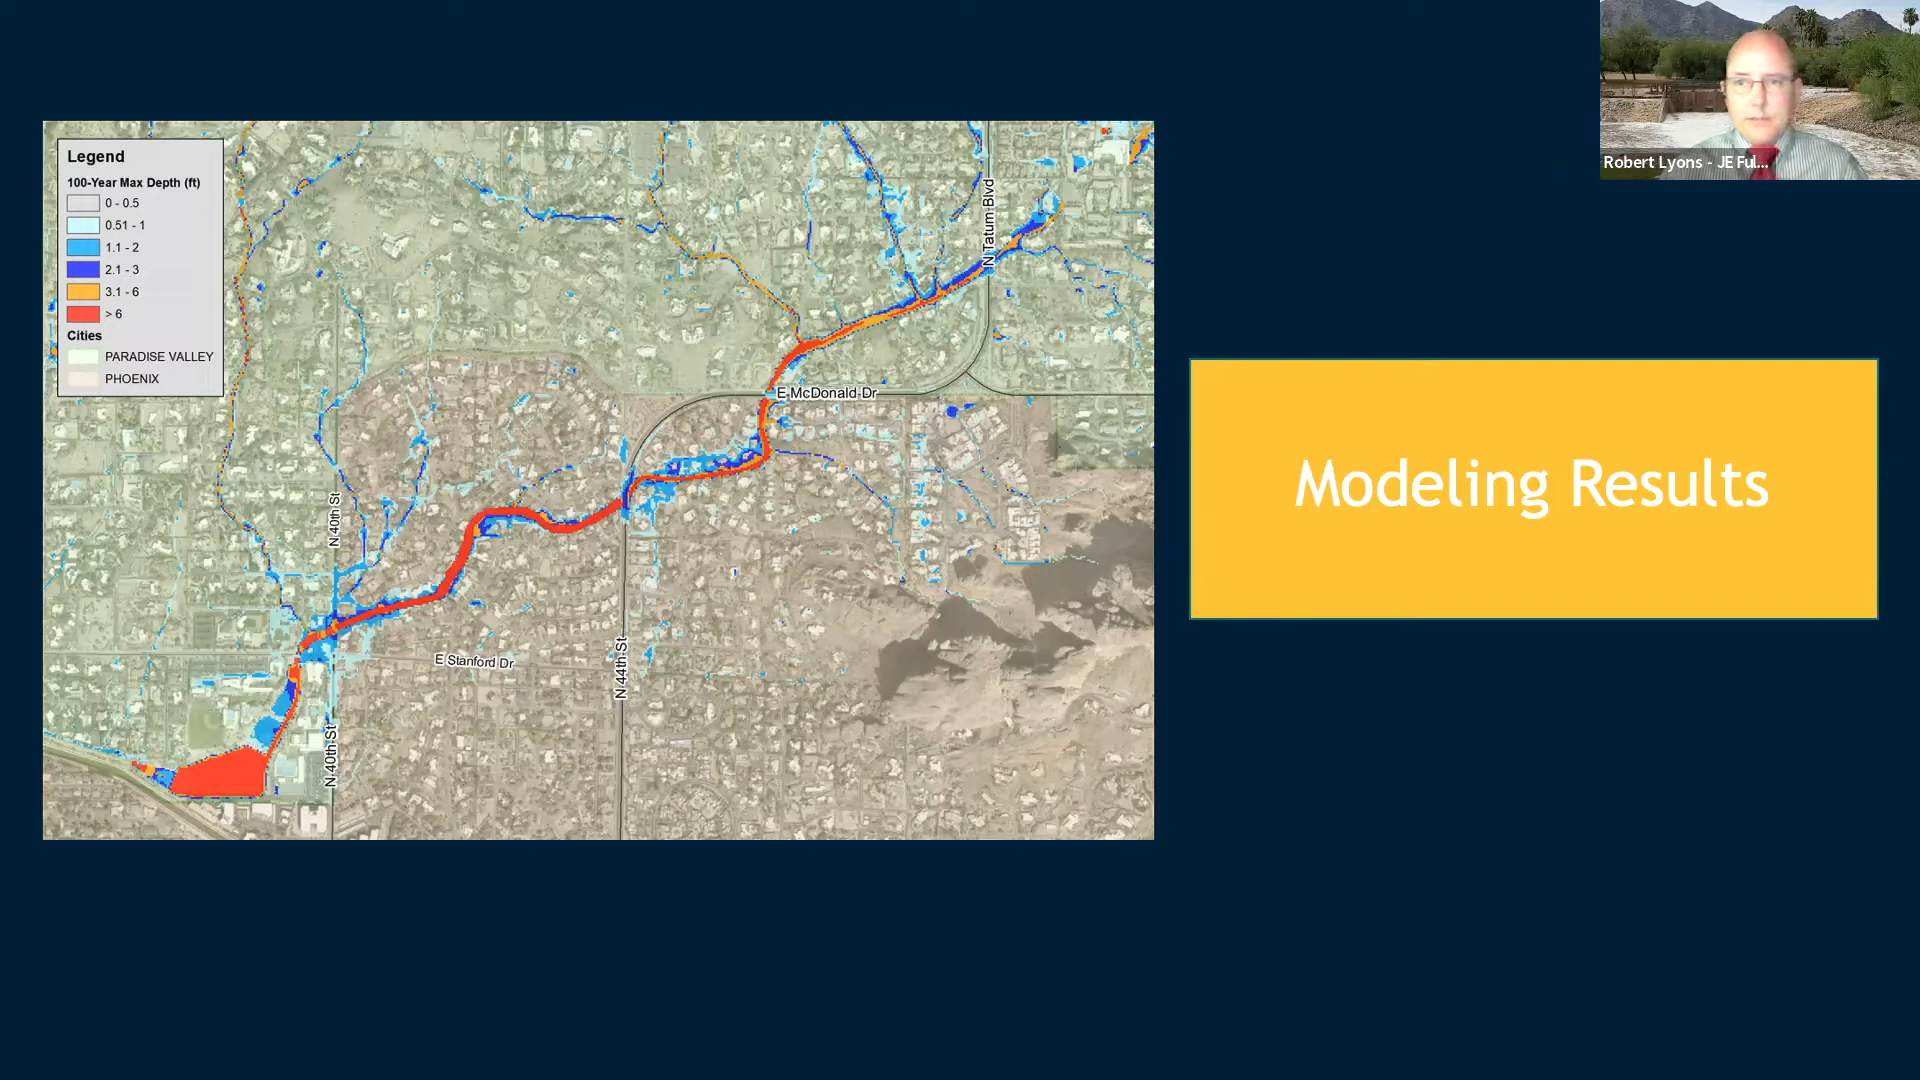 Robert Lyons - JE Ful...
Legend
100-Year Max Depth (ft)
0 - 0.5
0.51 - 1
1.1 - 2
2.1 - 3
3.1 - 6
> 6
Cities
PARADISE VALLEY
PHOENIX
N Tatum Blvd
E McDonald Dr
N 40th St
E Stanford Dr
N 44th St
N 40th St
Modeling Results